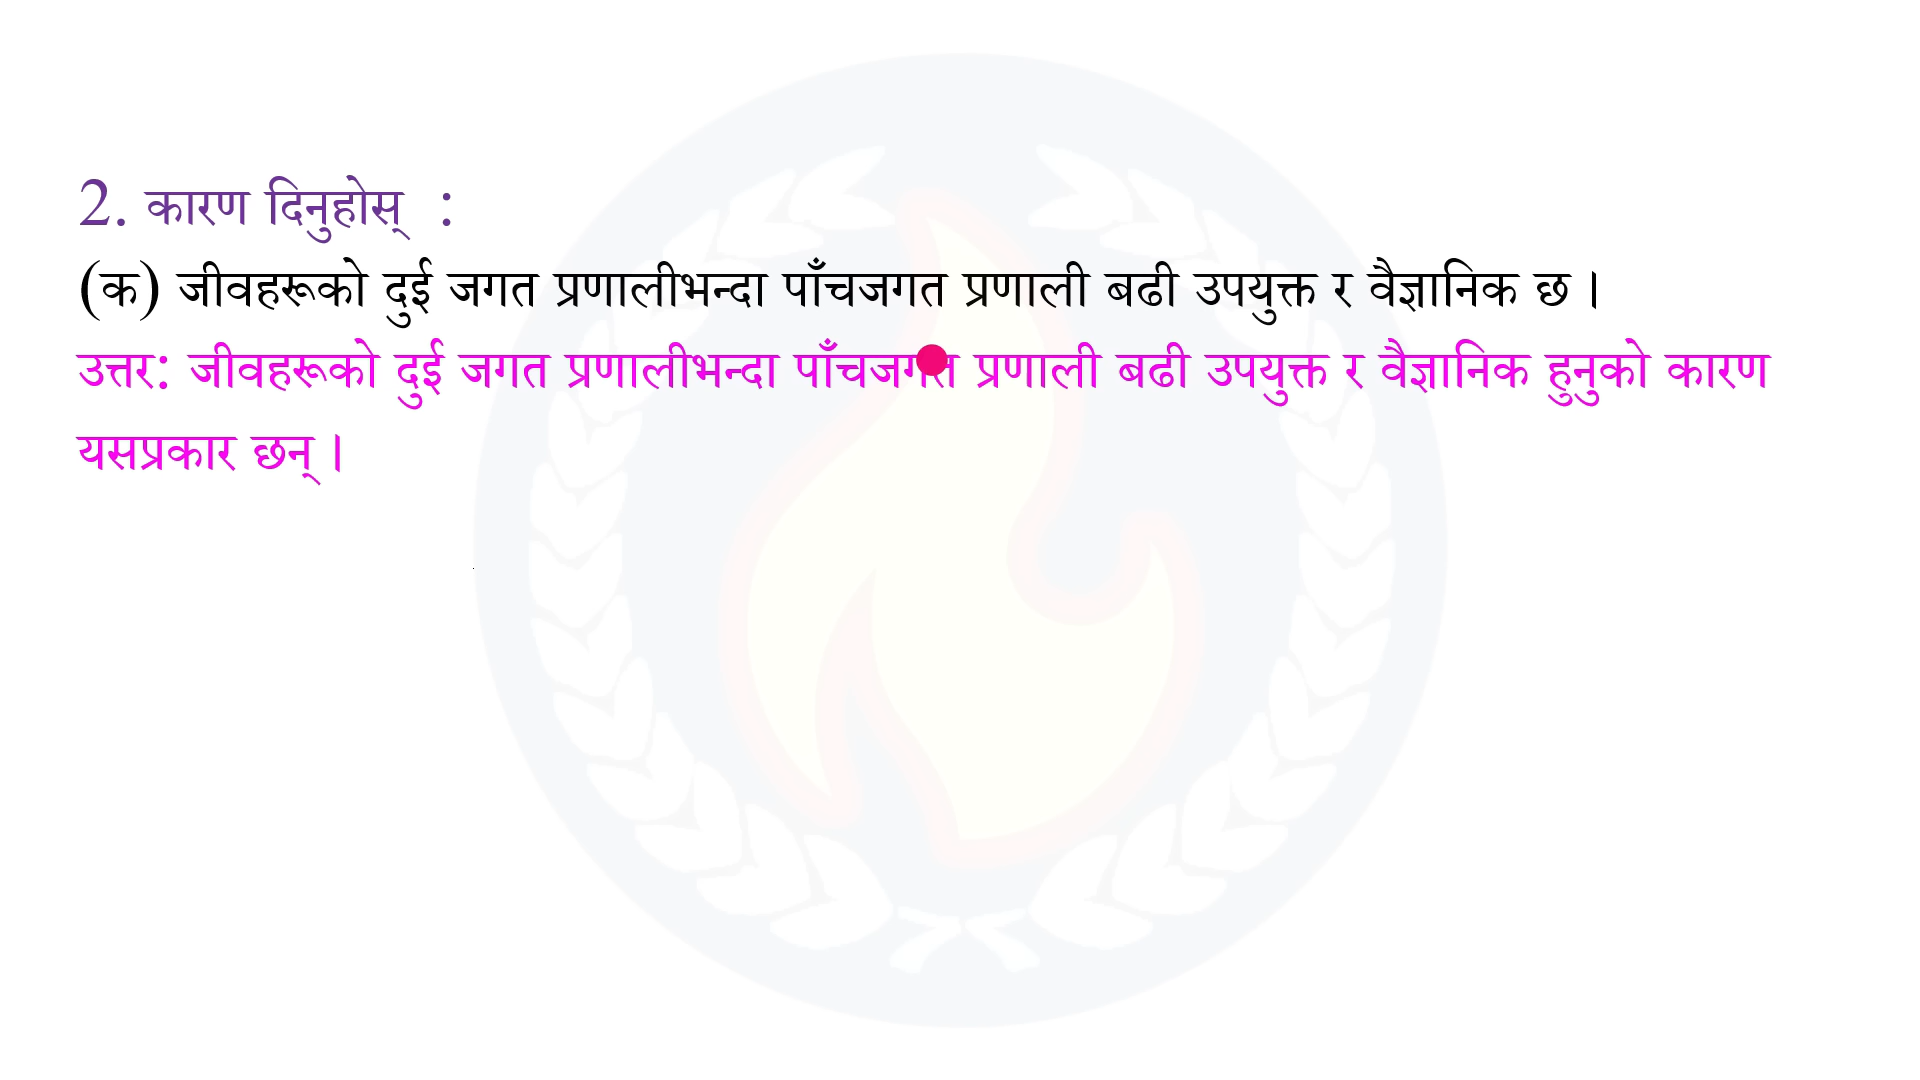 2. कारण दिनुहोस्  :
(क) जीवहरूको दुई जगत प्रणालीभन्दा पाँचजगत प्रणाली बढी उपयुक्त र वैज्ञानिक छ ।
उत्तर: जीवहरूको दुई जगत प्रणालीभन्दा पाँचजगत प्रणाली बढी उपयुक्त र वैज्ञानिक हुनुको कारण
यसप्रकार छन् ।